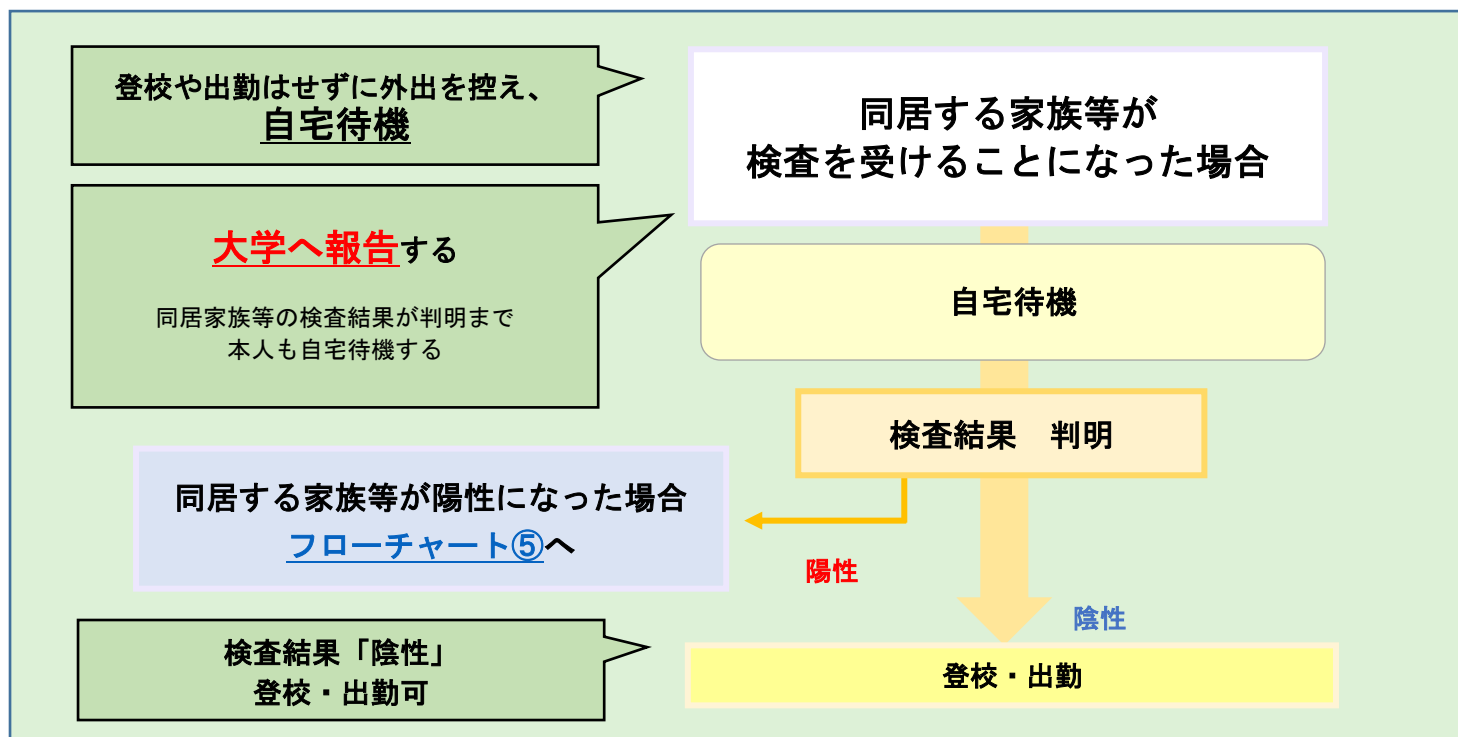 登校や出勤はせずに外出を控え、
自宅待機
同居する家族等が
検査を受けることになった場合
大学へ報告する
同居家族等の検査結果が判明まで
本人も自宅待機する
自宅待機
検査結果　判明
同居する家族等が陽性になった場合
フローチャート⑤へ
陽性
陰性
検査結果「陰性」
登校・出勤可
登校・出勤